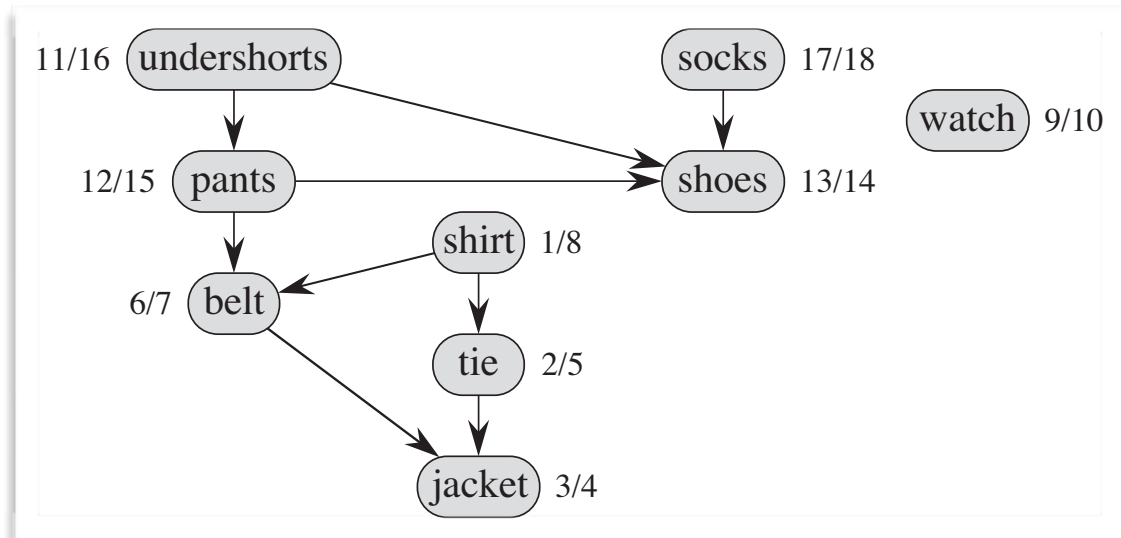 11/16 undershorts socks 17/18
watch 9/10
12/15 pants shoes 13/14
shirt 1/8
6/7 belt
tie 2/5
jacket 3/4